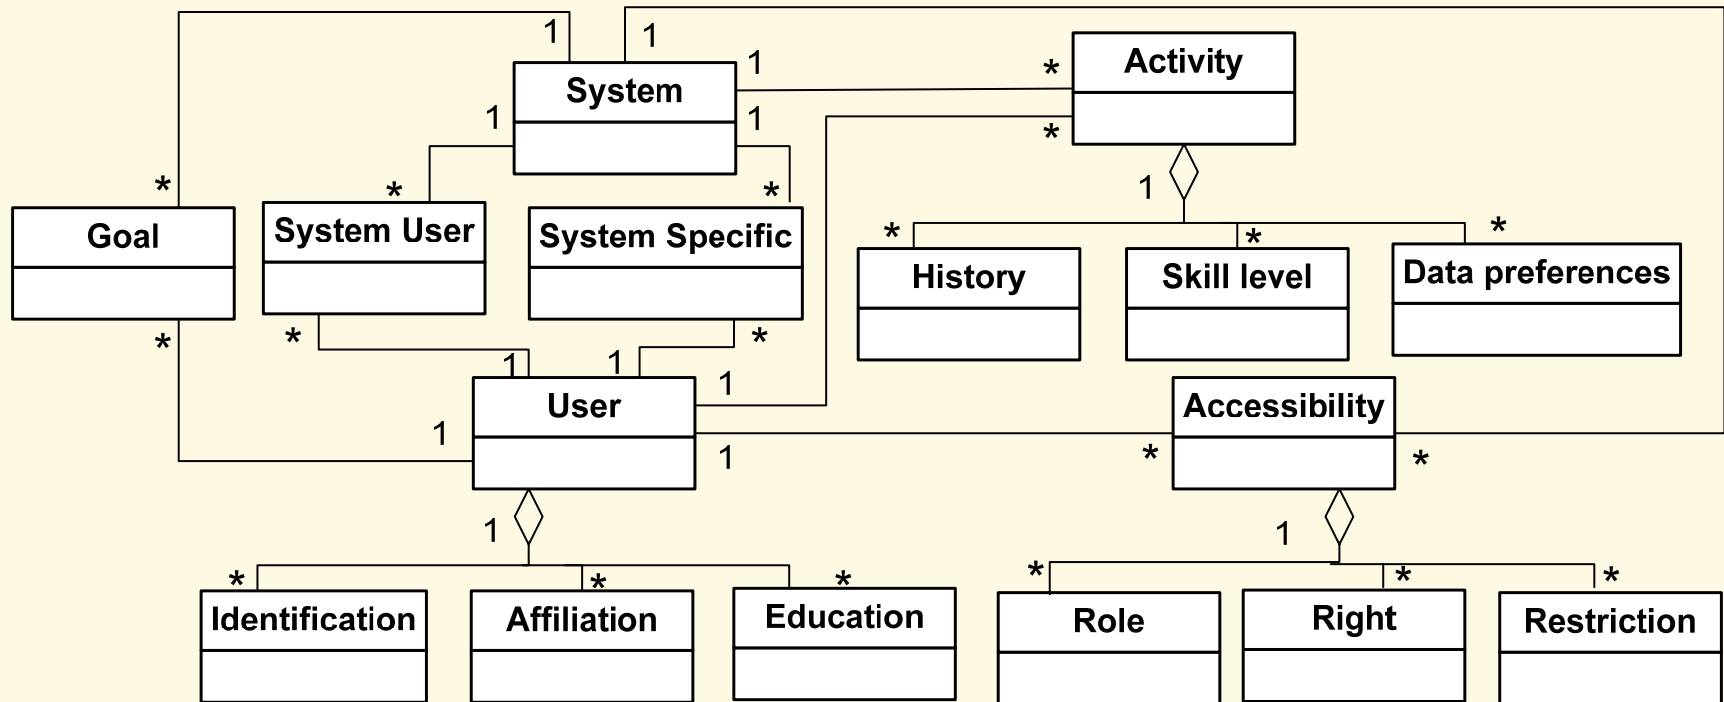 1
1
Activity
System
1
*
1
1
*
*
*
*
1
Goal
System User
System Specific
*
*
*
History
Skill level
Data preferences
*
*
*
1
1
1
User
Accessibility
1
1
*
*
1
1
*
*
*
*
*
*
Identification
Affiliation
Education
Role
Right
Restriction